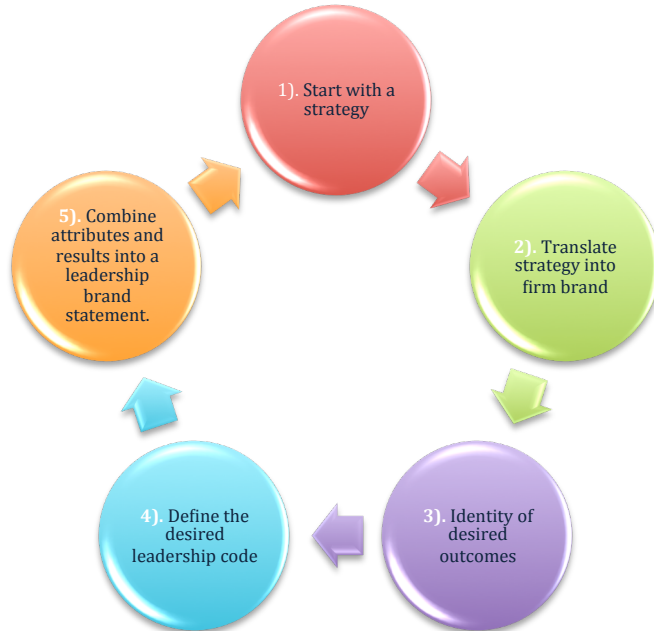 1). Start with a
strategy
2). Translate
strategy into
firm brand
3). Identity of
desired
outcomes
4). Define the
desired
leadership code
5). Combine
attributes and
results into a
leadership
brand
statement.